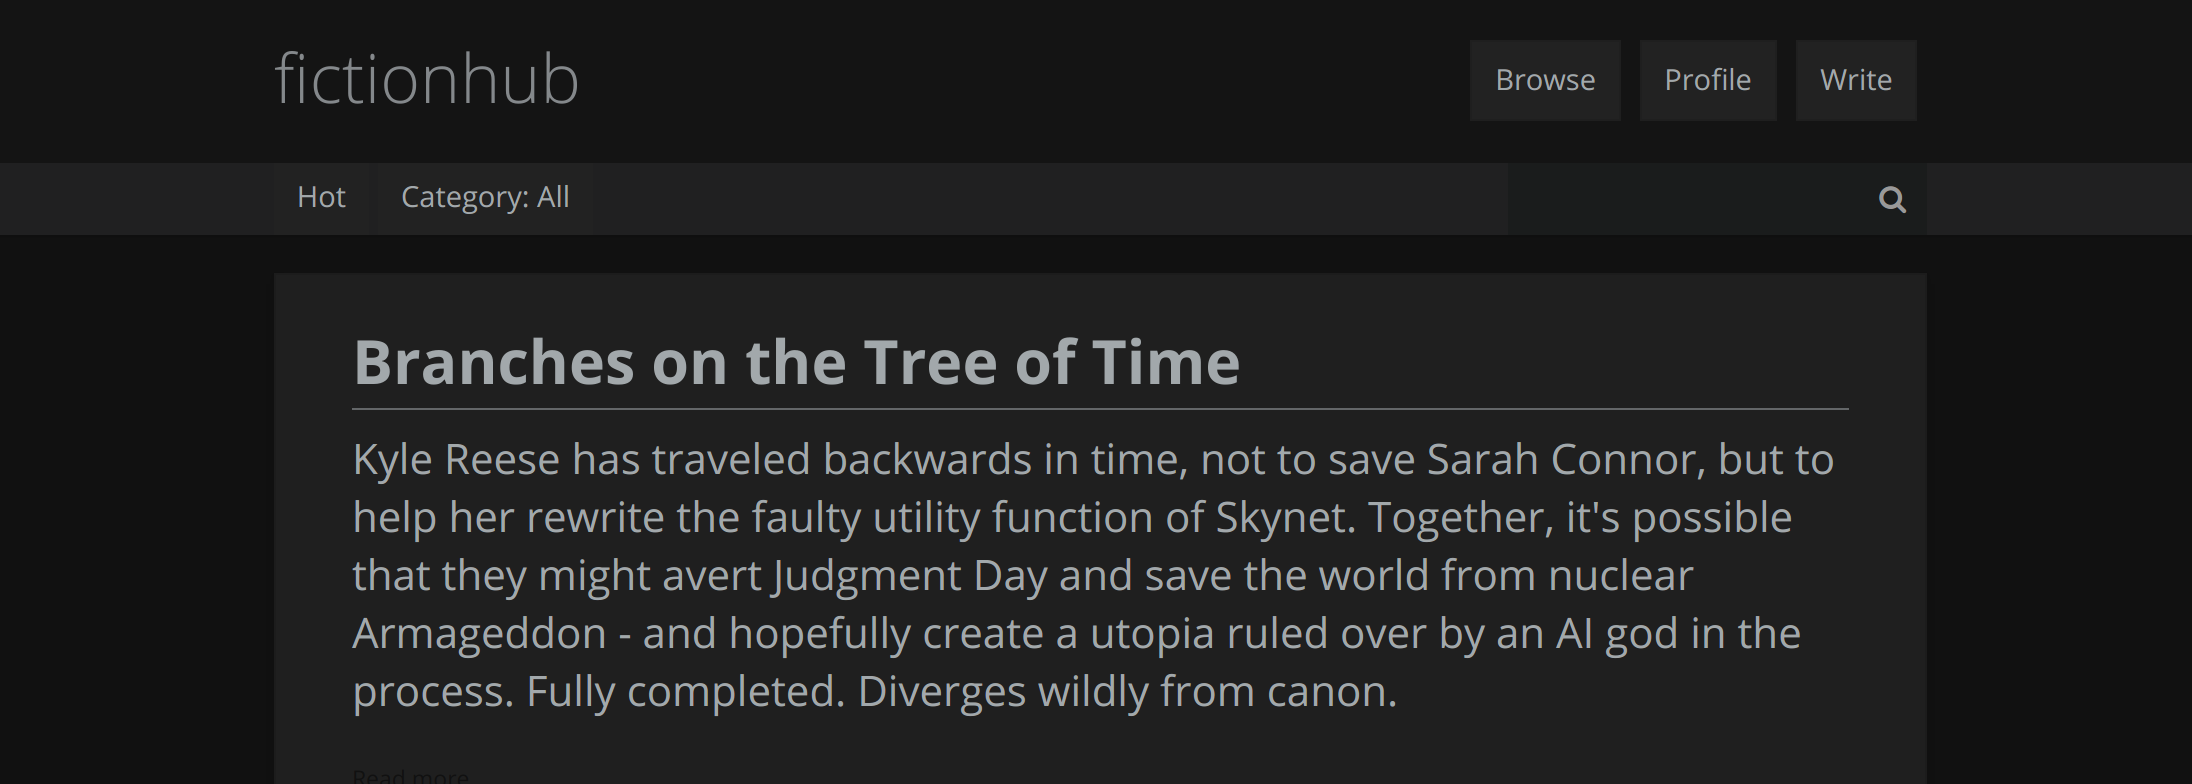 fictionhub
Browse Profile Write
Hot Category: All
Branches on the Tree of Time
Kyle Reese has traveled backwards in time, not to save Sarah Connor, but to
help her rewrite the faulty utility function of Skynet. Together, it's possible
that they might avert Judgment Day and save the world from nuclear
Armageddon - and hopefully create a utopia ruled over by an AI god in the
process. Fully completed. Diverges wildly from canon.
Read more